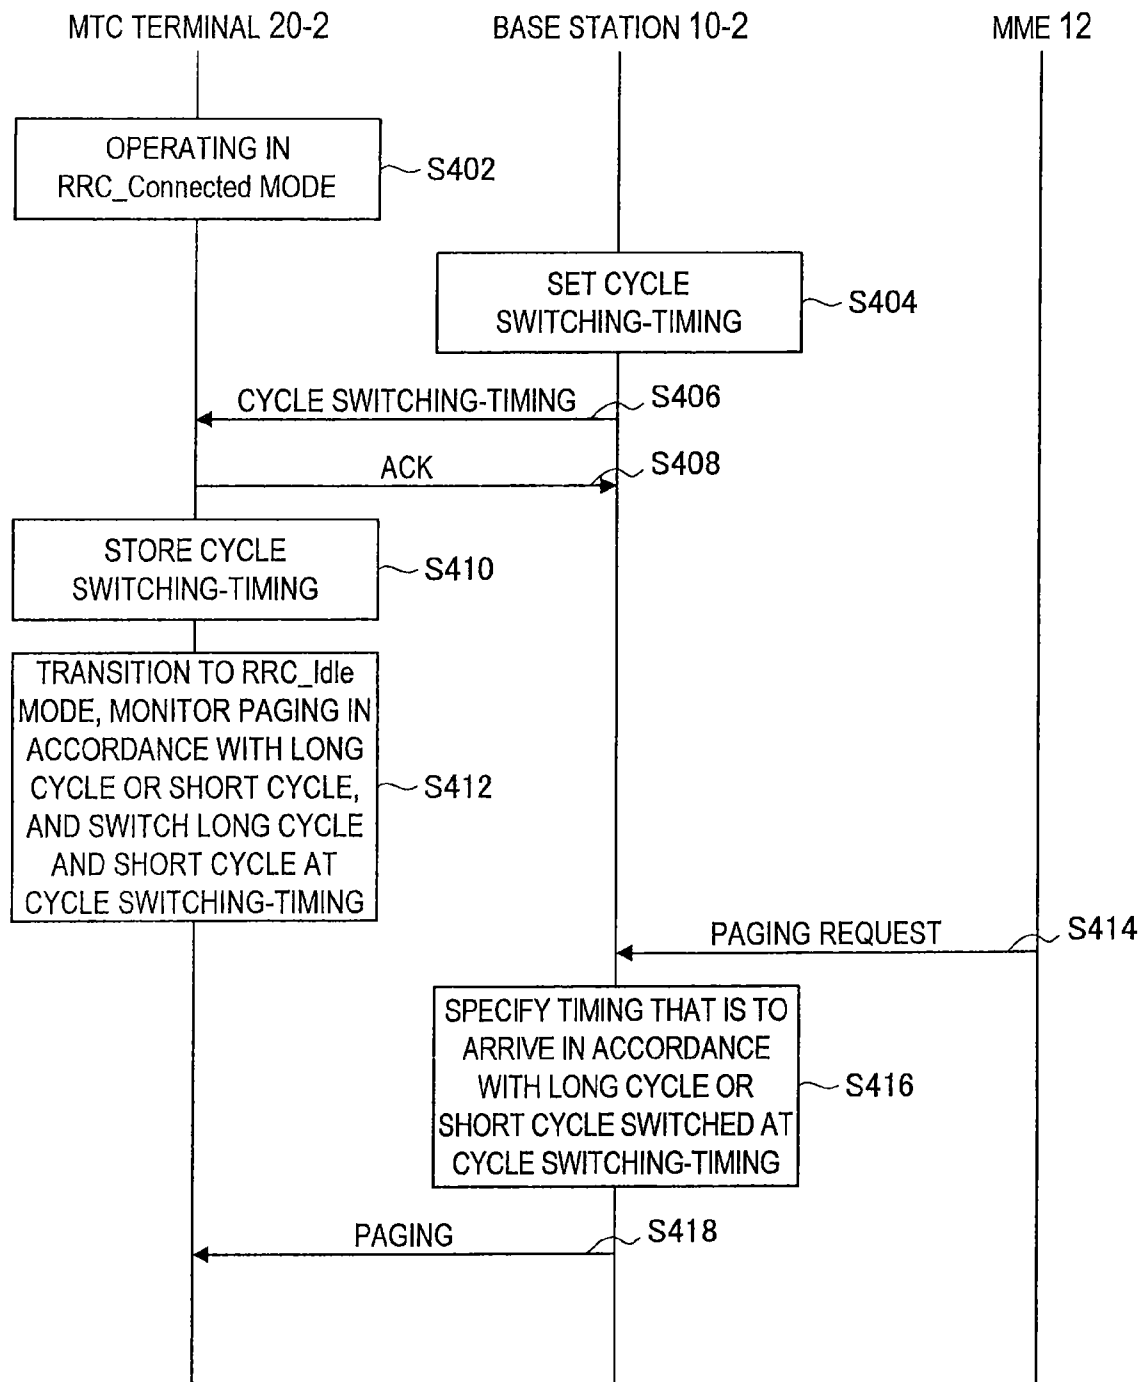 MTC TERMINAL 20-2
BASE STATION 10-2
MME 12
OPERATING IN
RRC_Connected MODE
S402
SET CYCLE
SWITCHING-TIMING
S404
CYCLE SWITCHING-TIMING
S406
ACK
S408
STORE CYCLE
SWITCHING-TIMING
S410
TRANSITION TO RRC_Idle
MODE, MONITOR PAGING IN
ACCORDANCE WITH LONG
CYCLE OR SHORT CYCLE,
AND SWITCH LONG CYCLE
AND SHORT CYCLE AT
CYCLE SWITCHING-TIMING
S412
PAGING REQUEST
S414
SPECIFY TIMING THAT IS TO
ARRIVE IN ACCORDANCE
WITH LONG CYCLE OR
SHORT CYCLE SWITCHED AT
CYCLE SWITCHING-TIMING
S416
PAGING
S418